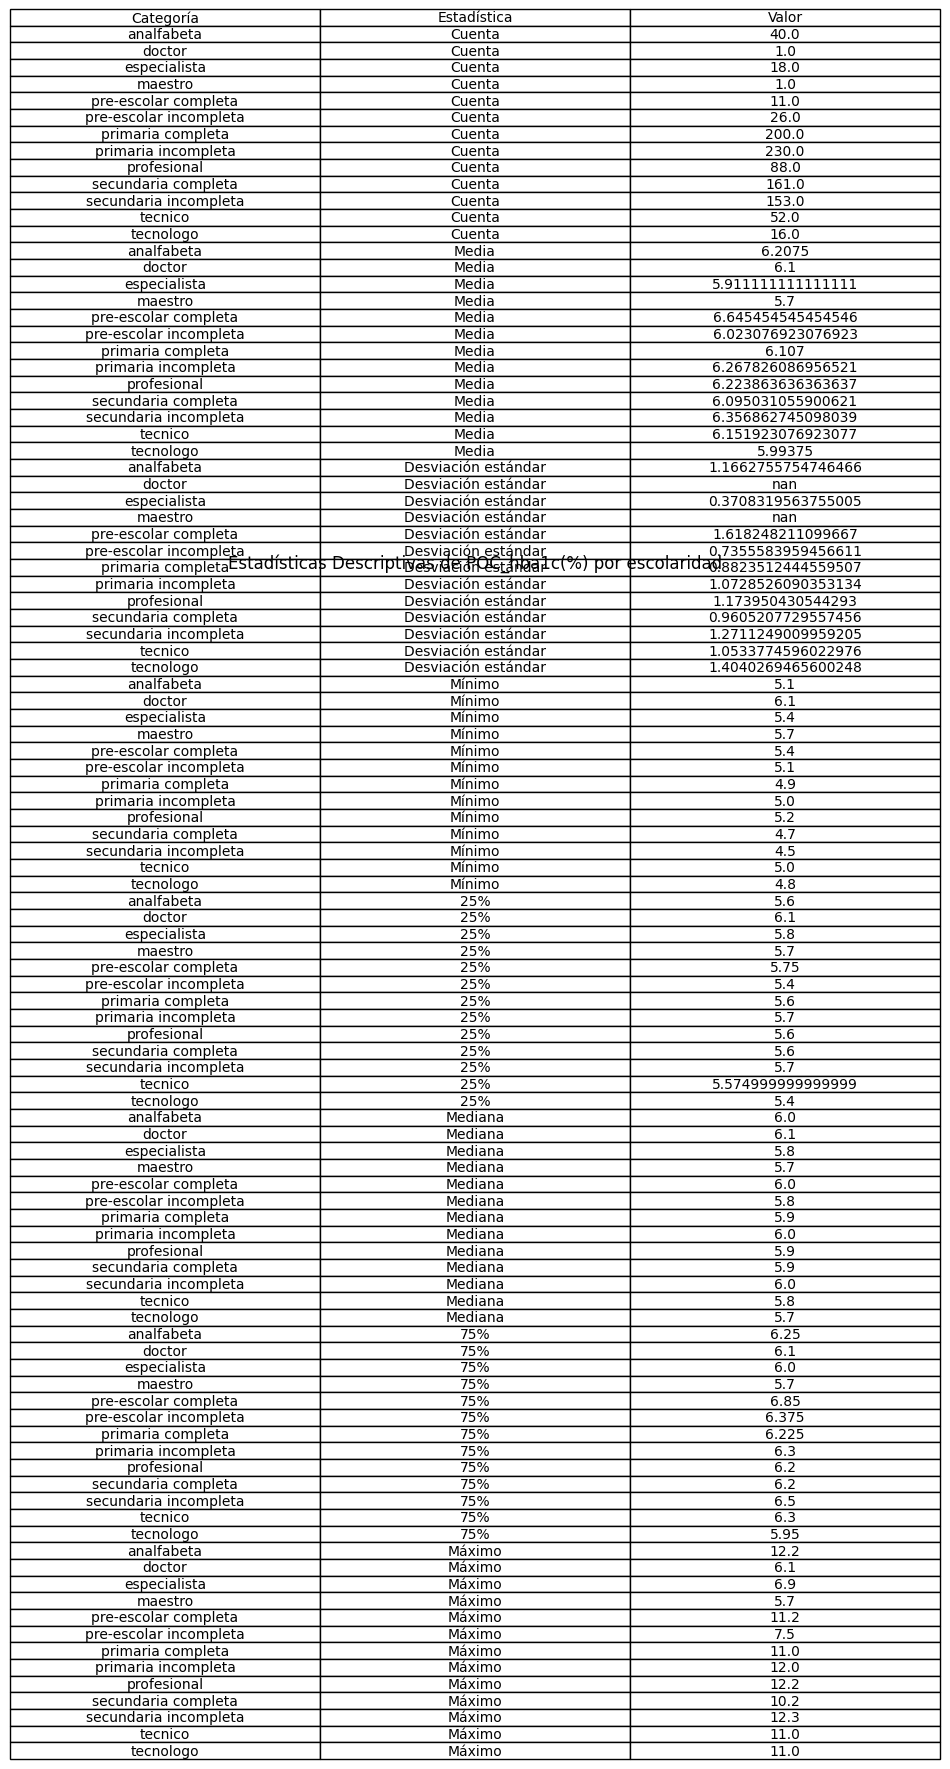 Categoría Estadística Valor
analfabeta Cuenta 40.0
doctor Cuenta 1.0
especialista Cuenta 18.0
maestro Cuenta 1.0
pre-escolar completa Cuenta 11.0
pre-escolar incompleta Cuenta 26.0
primaria completa Cuenta 200.0
primaria incompleta Cuenta 230.0
profesional Cuenta 88.0
secundaria completa Cuenta 161.0
secundaria incompleta Cuenta 153.0
tecnico Cuenta 52.0
tecnologo Cuenta 16.0
analfabeta Media 6.2075
doctor Media 6.1
especialista Media 5.911111111111111
maestro Media 5.7
pre-escolar completa Media 6.645454545454546
pre-escolar incompleta Media 6.023076923076923
primaria completa Media 6.107
primaria incompleta Media 6.267826086956521
profesional Media 6.223863636363637
secundaria completa Media 6.095031055900621
secundaria incompleta Media 6.356862745098039
tecnico Media 6.151923076923077
tecnologo Media 5.99375
analfabeta Desviación estándar 1.1662755754746466
doctor Desviación estándar nan
especialista Desviación estándar 0.3708319563755005
maestro Desviación estándar nan
pre-escolar completa Desviación estándar 1.618248211099667
pre-escolar incompleta Desviación estándar 0.7355583959456611
Estadísticas Descriptivas de POC_hba1c(%) por escolaridad
primaria completa Desviación estándar 0.8823512444559507
primaria incompleta Desviación estándar 1.0728526090353134
profesional Desviación estándar 1.173950430544293
secundaria completa Desviación estándar 0.9605207729557456
secundaria incompleta Desviación estándar 1.2711249009959205
tecnico Desviación estándar 1.0533774596022976
tecnologo Desviación estándar 1.4040269465600248
analfabeta Mínimo 5.1
doctor Mínimo 6.1
especialista Mínimo 5.4
maestro Mínimo 5.7
pre-escolar completa Mínimo 5.4
pre-escolar incompleta Mínimo 5.1
primaria completa Mínimo 4.9
primaria incompleta Mínimo 5.0
profesional Mínimo 5.2
secundaria completa Mínimo 4.7
secundaria incompleta Mínimo 4.5
tecnico Mínimo 5.0
tecnologo Mínimo 4.8
analfabeta 25% 5.6
doctor 25% 6.1
especialista 25% 5.8
maestro 25% 5.7
pre-escolar completa 25% 5.75
pre-escolar incompleta 25% 5.4
primaria completa 25% 5.6
primaria incompleta 25% 5.7
profesional 25% 5.6
secundaria completa 25% 5.6
secundaria incompleta 25% 5.7
tecnico 25% 5.574999999999999
tecnologo 25% 5.4
analfabeta Mediana 6.0
doctor Mediana 6.1
especialista Mediana 5.8
maestro Mediana 5.7
pre-escolar completa Mediana 6.0
pre-escolar incompleta Mediana 5.8
primaria completa Mediana 5.9
primaria incompleta Mediana 6.0
profesional Mediana 5.9
secundaria completa Mediana 5.9
secundaria incompleta Mediana 6.0
tecnico Mediana 5.8
tecnologo Mediana 5.7
analfabeta 75% 6.25
doctor 75% 6.1
especialista 75% 6.0
maestro 75% 5.7
pre-escolar completa 75% 6.85
pre-escolar incompleta 75% 6.375
primaria completa 75% 6.225
primaria incompleta 75% 6.3
profesional 75% 6.2
secundaria completa 75% 6.2
secundaria incompleta 75% 6.5
tecnico 75% 6.3
tecnologo 75% 5.95
analfabeta Máximo 12.2
doctor Máximo 6.1
especialista Máximo 6.9
maestro Máximo 5.7
pre-escolar completa Máximo 11.2
pre-escolar incompleta Máximo 7.5
primaria completa Máximo 11.0
primaria incompleta Máximo 12.0
profesional Máximo 12.2
secundaria completa Máximo 10.2
secundaria incompleta Máximo 12.3
tecnico Máximo 11.0
tecnologo Máximo 11.0